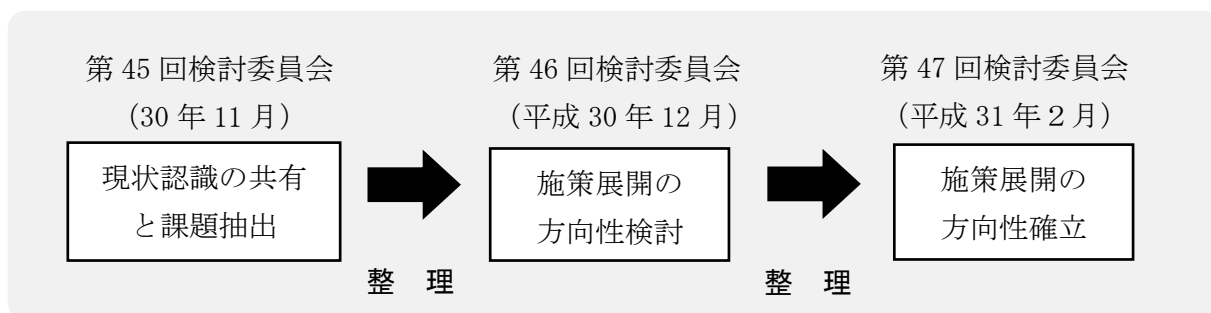 第 45 回検討委員会
(30 年 11 月)
現状認識の共有
と課題抽出
整 理
第 46 回検討委員会
(平成 30 年 12 月)
施策展開の
方向性検討
整 理
第 47 回検討委員会
(平成 31 年２月)
施策展開の
方向性確立